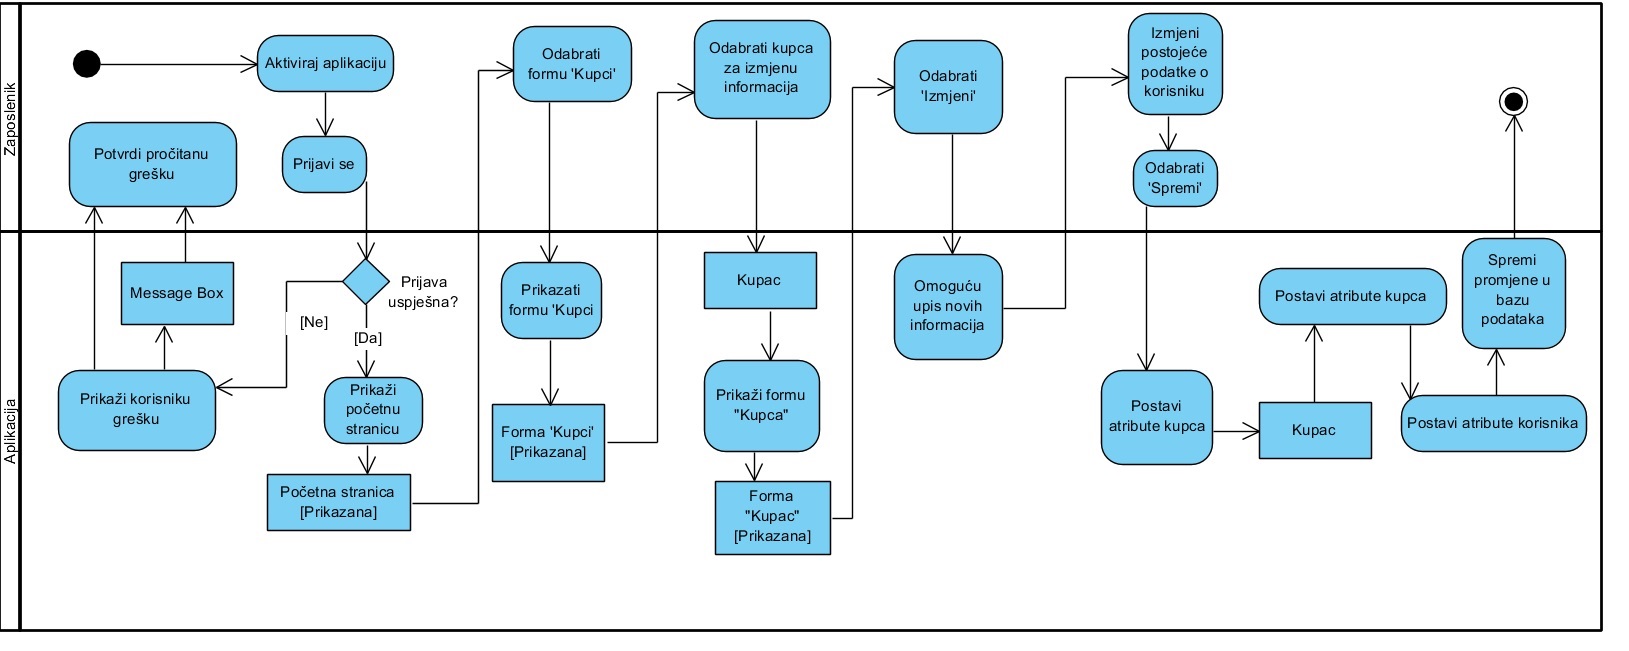 Zaposlenik
Aktiviraj aplikaciju
Prijavi se
Potvrdi pročitanu
grešku
Odabrati
formu 'Kupci'
Odabrati kupca
za izmjenu
informacija
Odabrati
'Izmjeni'
Izmjeni
postojeće
podatke o
korisniku
Odabrati
'Spremi'
Aplikacija
Message Box
Prikaži korisniku
grešku
Prijava
uspješna?
[Ne]
[Da]
Prikaži
početnu
stranicu
Početna stranica
[Prikazana]
Prikazati
formu 'Kupci
Forma 'Kupci'
[Prikazana]
Kupac
Prikaži formu
"Kupca"
Forma
"Kupac"
[Prikazana]
Omoguću
upis novih
informacija
Postavi
atribute kupca
Kupac
Postavi atribute kupca
Postavi atribute korisnika
Spremi
promjene u
bazu
podataka